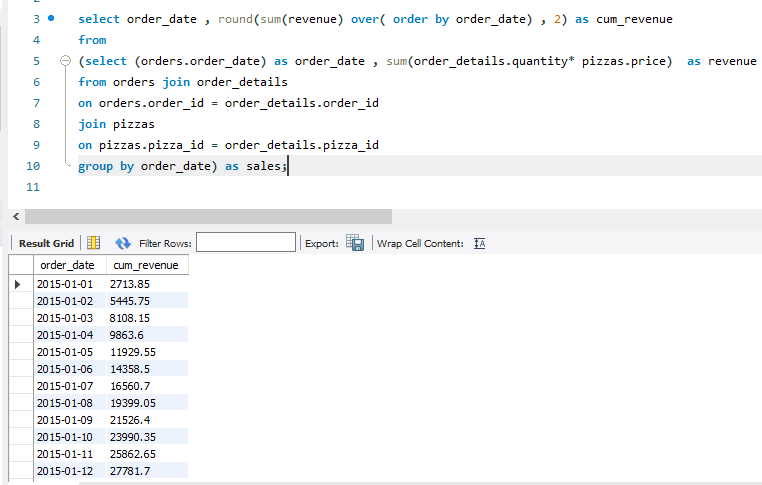 2
3 select order_date , round(sum(revenue) over( order by order_date) , 2) as cum_revenue
4 from
5 (select (orders.order_date) as order_date , sum(order_details.quantity* pizzas.price)  as revenue
6 from orders join order_details
7 on orders.order_id = order_details.order_id
8 join pizzas
9 on pizzas.pizza_id = order_details.pizza_id
10 group by order_date) as sales;
11
Result Grid Filter Rows: Export: Wrap Cell Content:
order_date cum_revenue
2015-01-01 2713.85
2015-01-02 5445.75
2015-01-03 8108.15
2015-01-04 9863.6
2015-01-05 11929.55
2015-01-06 14358.5
2015-01-07 16560.7
2015-01-08 19399.05
2015-01-09 21526.4
2015-01-10 23990.35
2015-01-11 25862.65
2015-01-12 27781.7